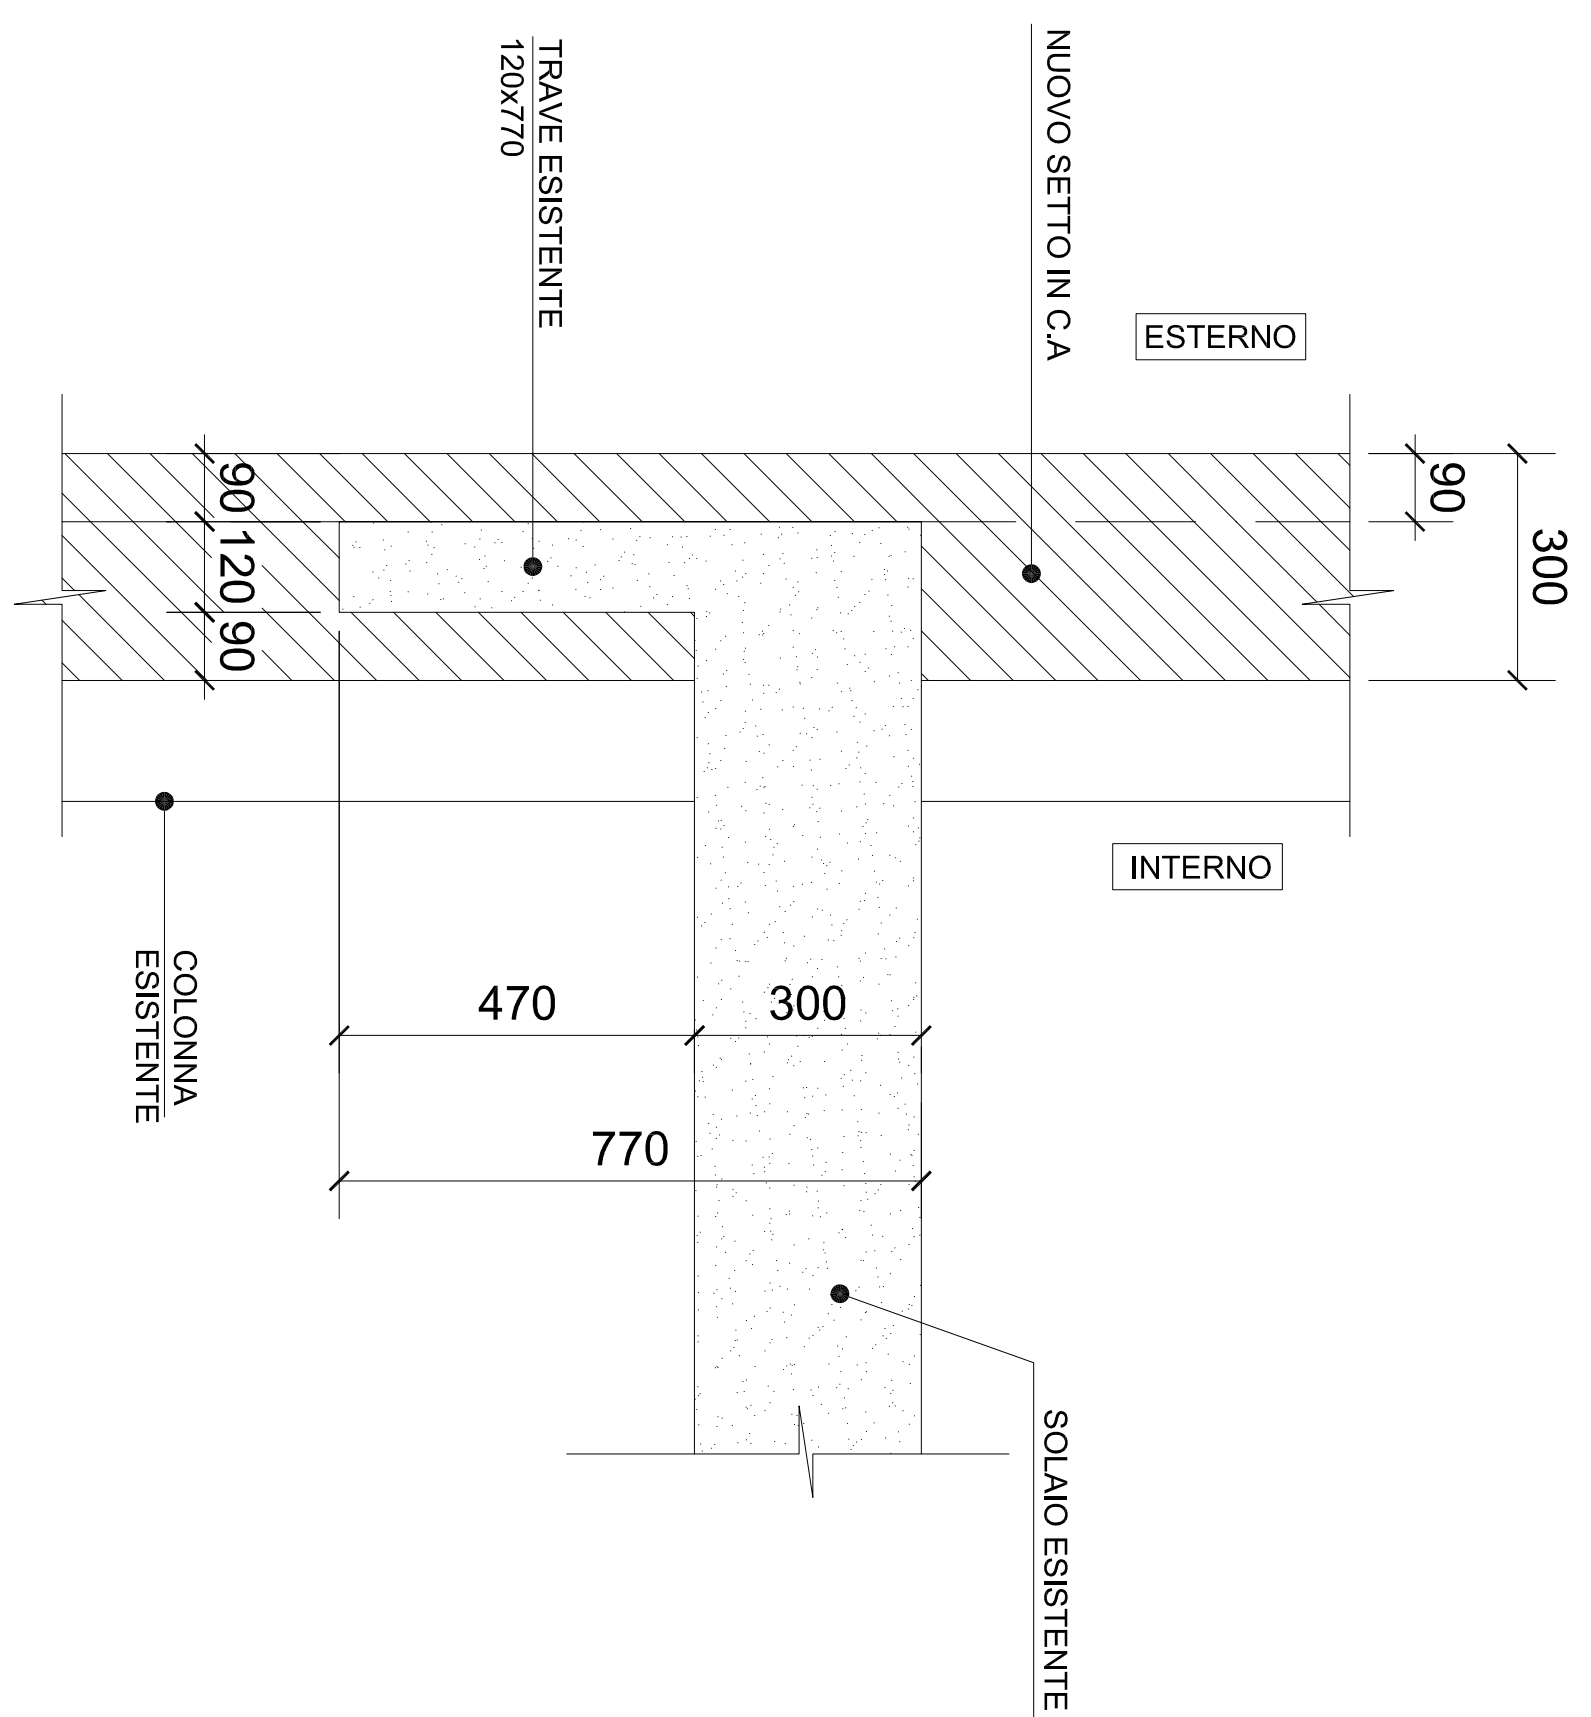 NUOVO SETTO IN C.A
TRAVE ESISTENTE
120x770
ESTERNO
90
300
90
120
90
INTERNO
COLONNA
ESISTENTE
470
300
770
SOLAIO ESISTENTE